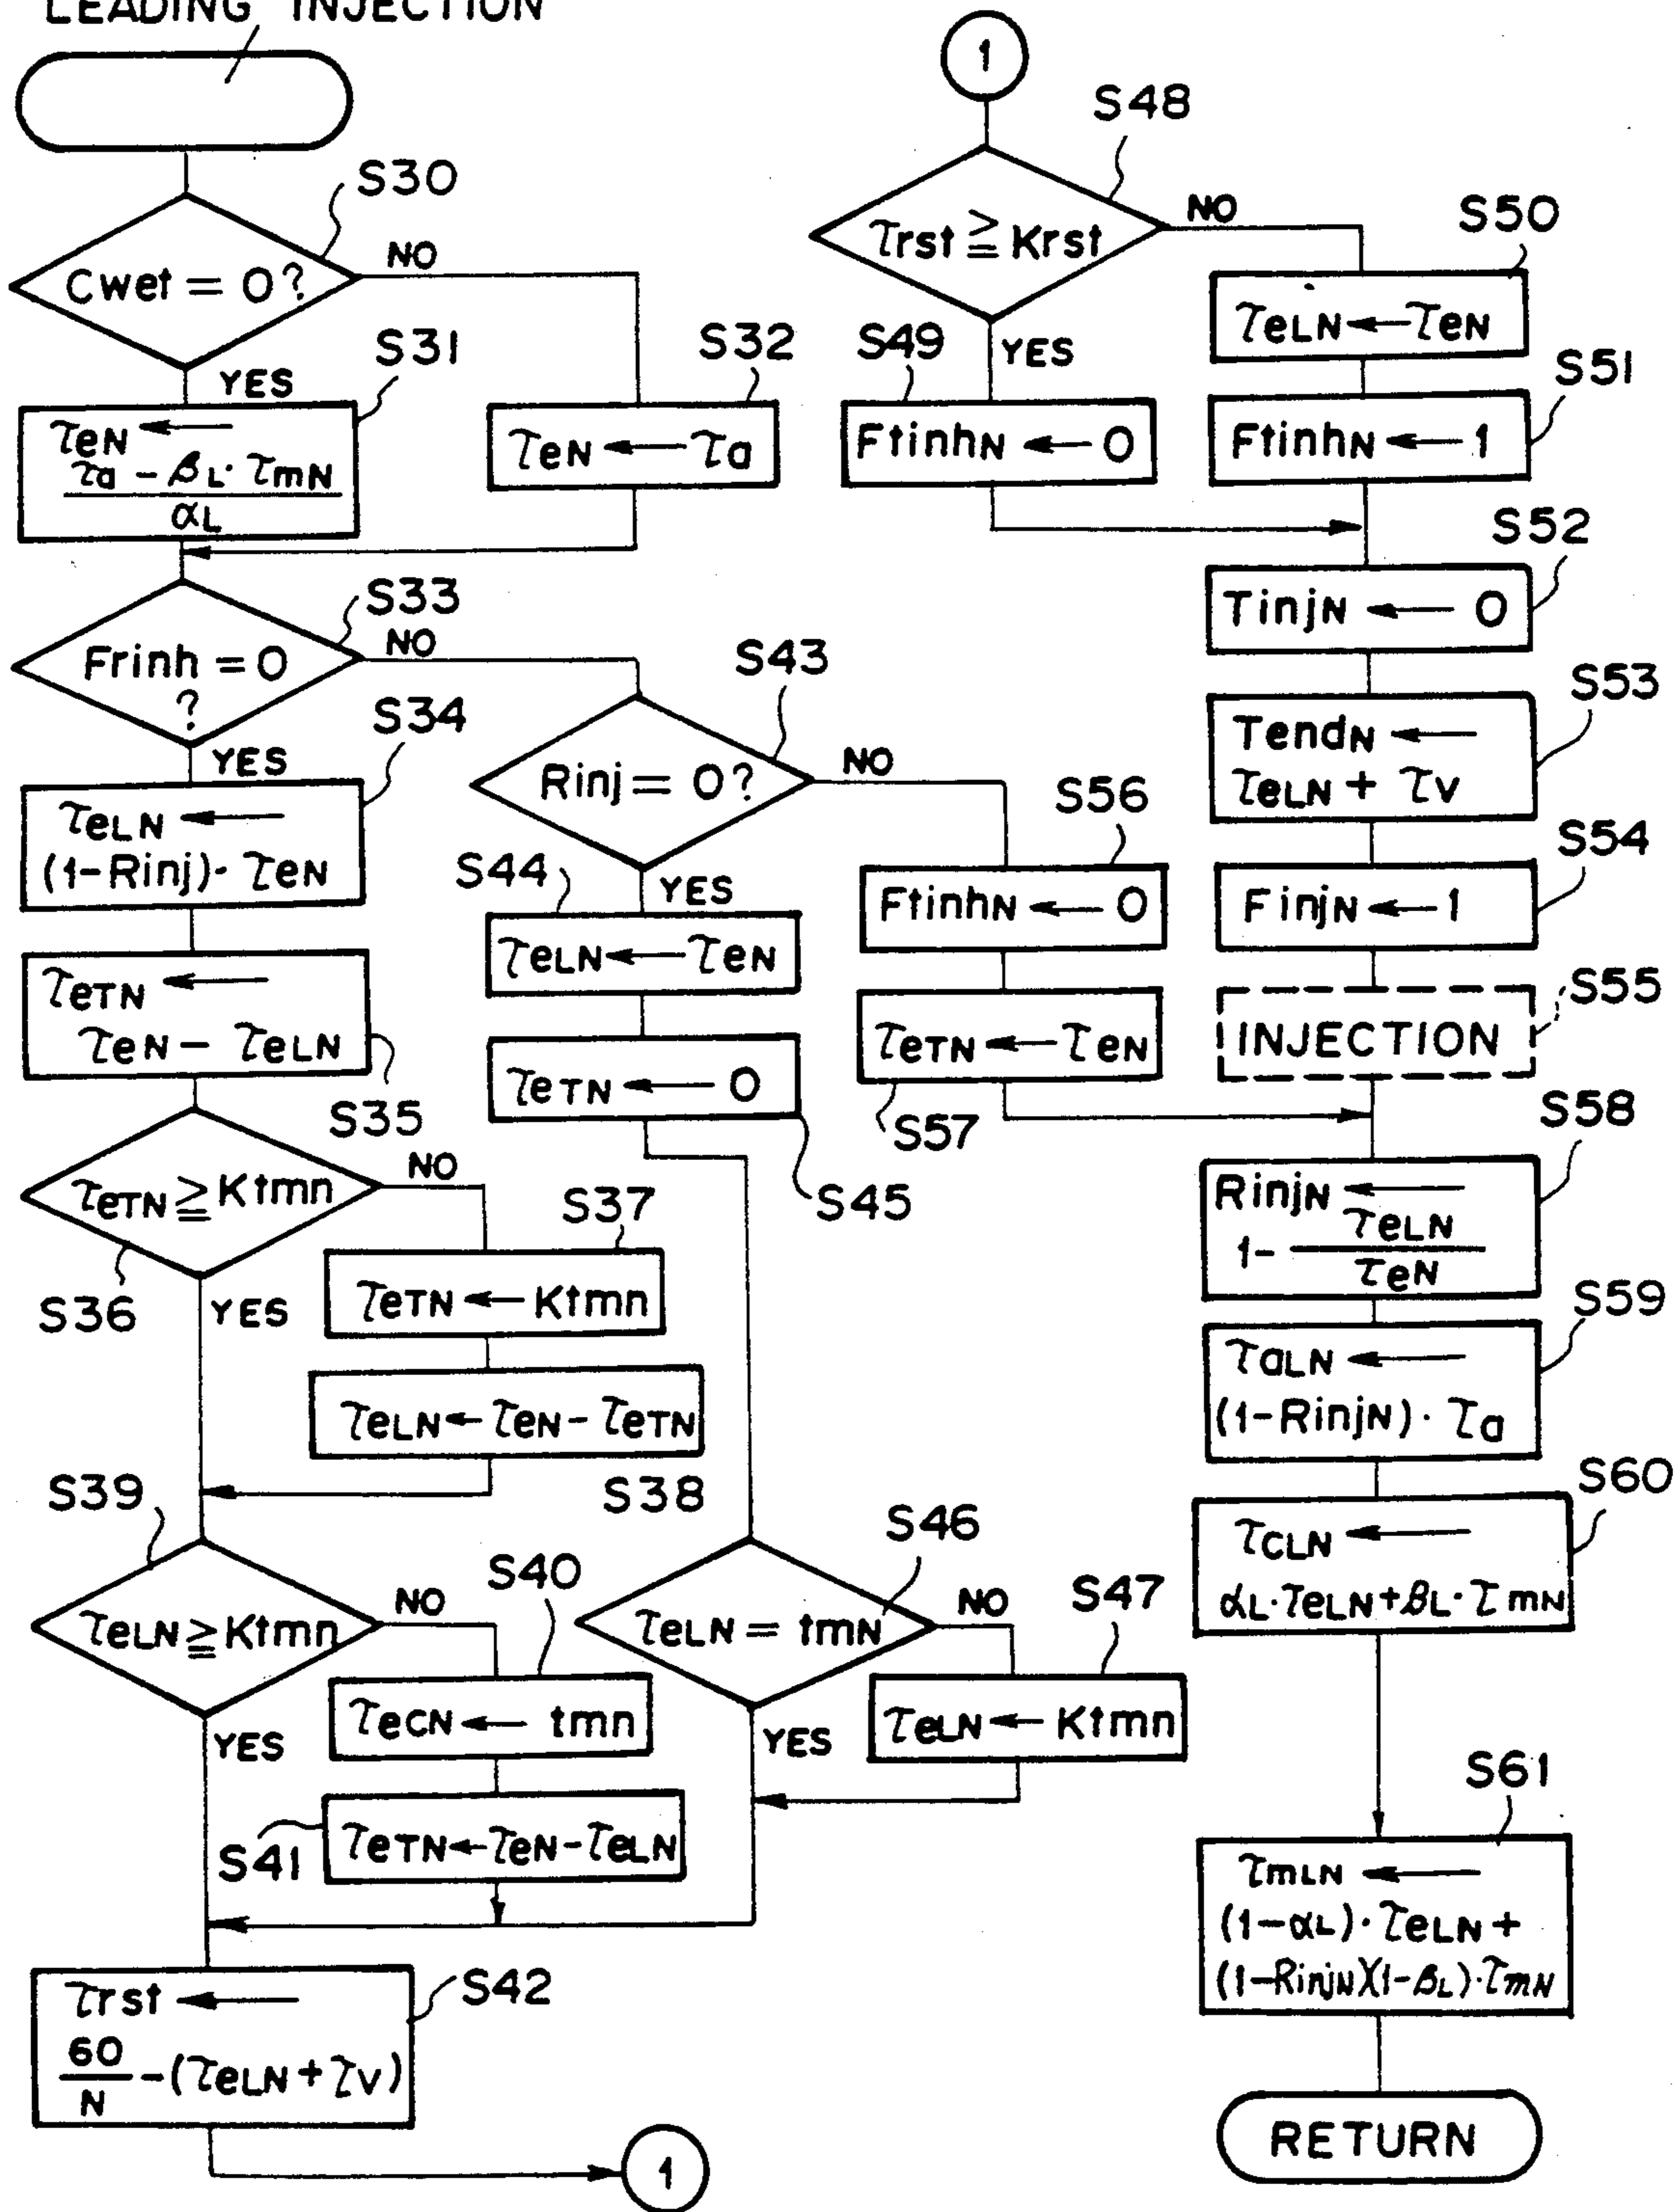 LEADING INJECTION
S30
Cwet = 0?
NO
YES
S31
τeN ←
τa - βL· τmN
αL
S32
τeN ← τa
S33
Frinh = 0
?
NO
YES
S34
τeLN ←
(1-Rinj)· τeN
τeTN ←
τeN - τeLN
S35
τeTN ≧ Ktmn
NO
S36
YES
S37
τeTN ← Ktmn
τeLN ← τeN - τeTN
S38
S39
τeLN ≧ Ktmn
NO
YES
S40
τeCN ← tmn
τeTN ← τeN - τeLN
S41
τrst ←
60
N
-(τeLN + τV)
S42
1
S43
Rinj = 0?
NO
YES
S44
τeLN ← τeN
τeTN ← 0
S45
S46
τeLN = tmN
NO
YES
S47
τeLN ← Ktmn
1
S48
τrst ≧ Krst
NO
YES
S49
FtinhN ← 0
S50
τeLN ← τeN
S51
FtinhN ← 1
S52
TinjN ← 0
S53
TendN ←
τeLN + τV
S54
FinjN ← 1
S55
INJECTION
S56
FtinhN ← 0
τeTN ← τeN
S57
S58
RinjN ←
1-
τeLN
τeN
S59
τaLN ←
(1-RinjN)· τa
S60
τCLN ←
αL·τeLN+βL·τmN
S61
τmLN ←
(1-αL)·τeLN +
(1-RinjN)(1-βL)·τmN
RETURN